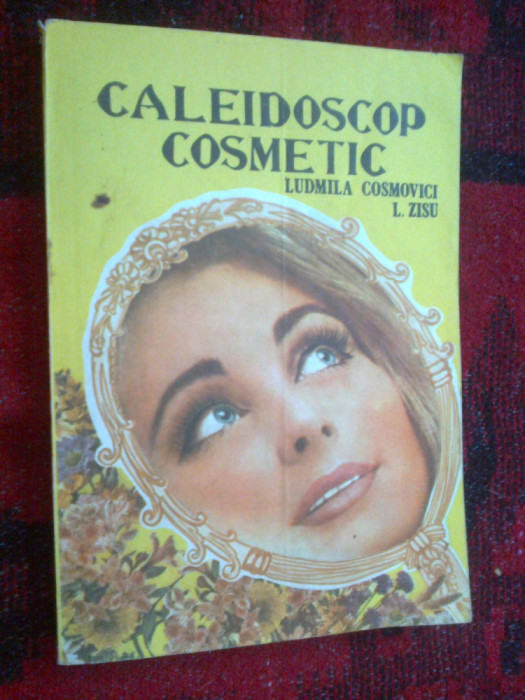 CALEIDOSCOP
COSMETIC
LUDMILA COSMOVICI
L. ZISU